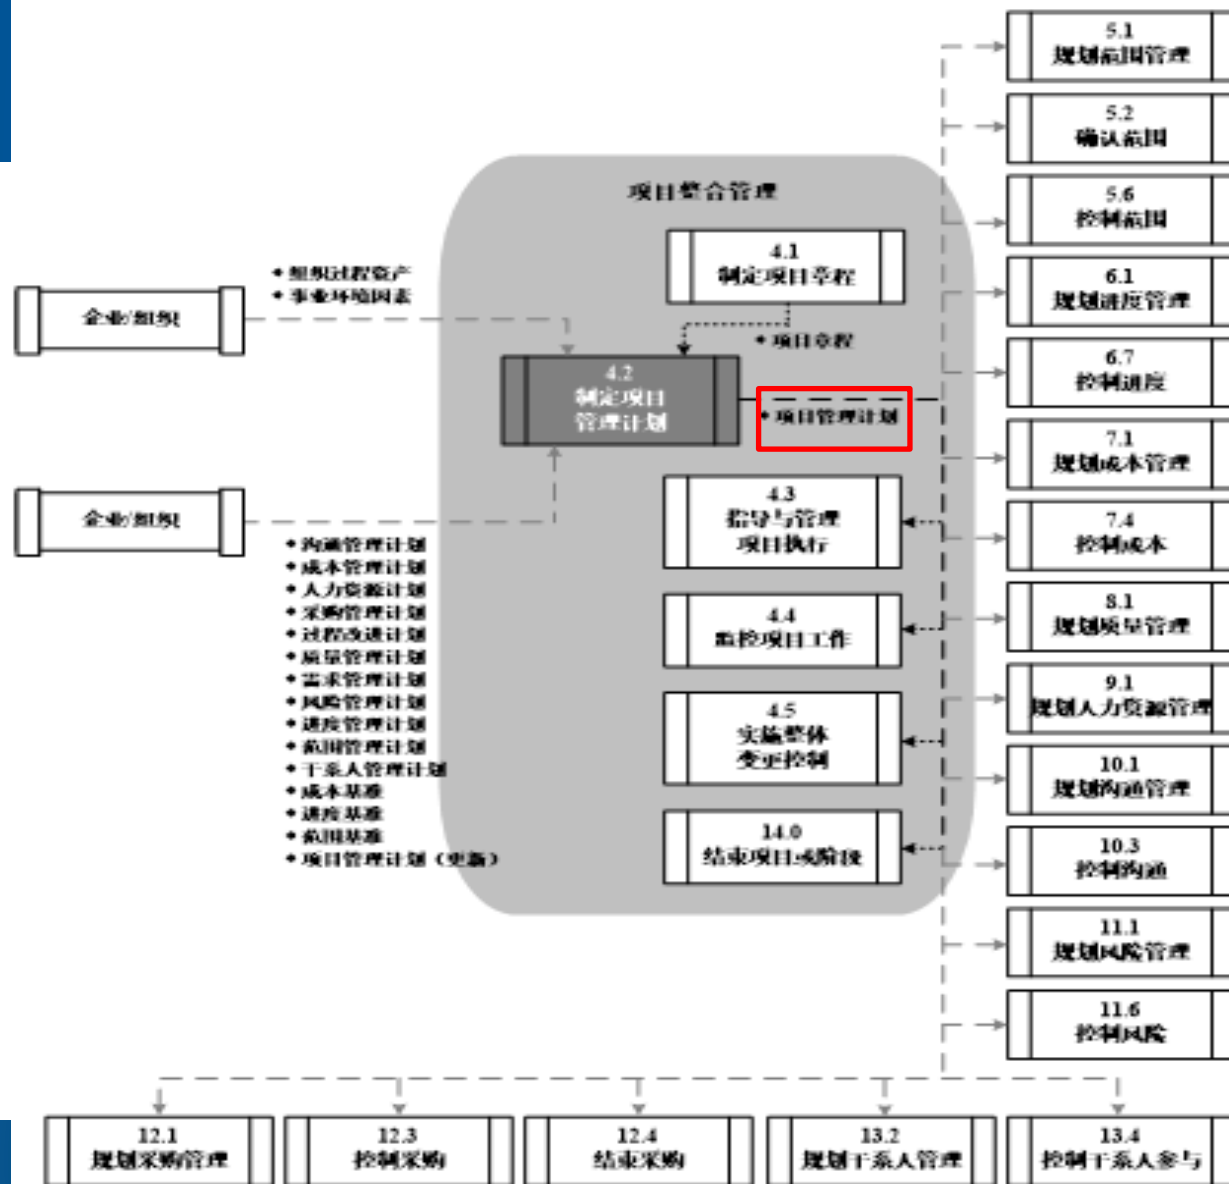 项目整合管理
4.1
制定项目章程
• 组织过程资产
• 事业环境因素
企业/组织
• 项目章程
4.2
制定项目
管理计划
• 项目管理计划
企业/组织
• 沟通管理计划
• 成本管理计划
• 人力资源计划
• 采购管理计划
• 过程改进计划
• 质量管理计划
• 需求管理计划
• 风险管理计划
• 进度管理计划
• 范围管理计划
• 干系人管理计划
• 成本基准
• 进度基准
• 范围基准
• 项目管理计划（更新）
4.3
指导与管理
项目执行
4.4
监控项目工作
4.5
实施整体
变更控制
14.0
结束项目或阶段
5.1
规划范围管理
5.2
确认范围
5.6
控制范围
6.1
规划进度管理
6.7
控制进度
7.1
规划成本管理
7.4
控制成本
8.1
规划质量管理
9.1
规划人力资源管理
10.1
规划沟通管理
10.3
控制沟通
11.1
规划风险管理
11.6
控制风险
12.1
规划采购管理
12.3
控制采购
12.4
结束采购
13.2
规划干系人管理
13.4
控制干系人参与